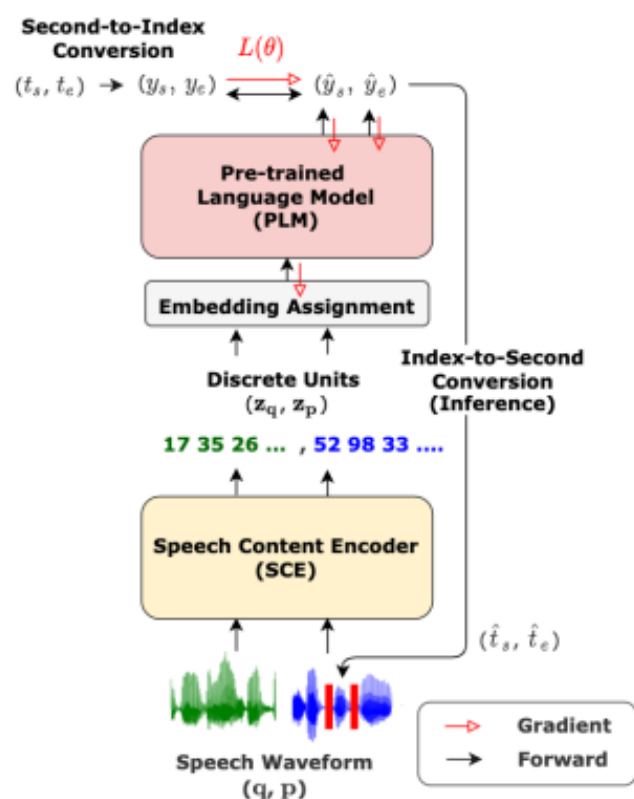 Second-to-Index
Conversion
L(θ)
(t_s, t_e) → (y_s, y_e) (ŷ_s, ŷ_e)
Pre-trained
Language Model
(PLM)
Embedding Assignment
Discrete Units
(z_q, z_p)
Index-to-Second
Conversion
(Inference)
17 35 26 ... , 52 98 33 ....
Speech Content Encoder
(SCE)
(t̂_s, t̂_e)
Speech Waveform
(q, p)
Gradient
Forward